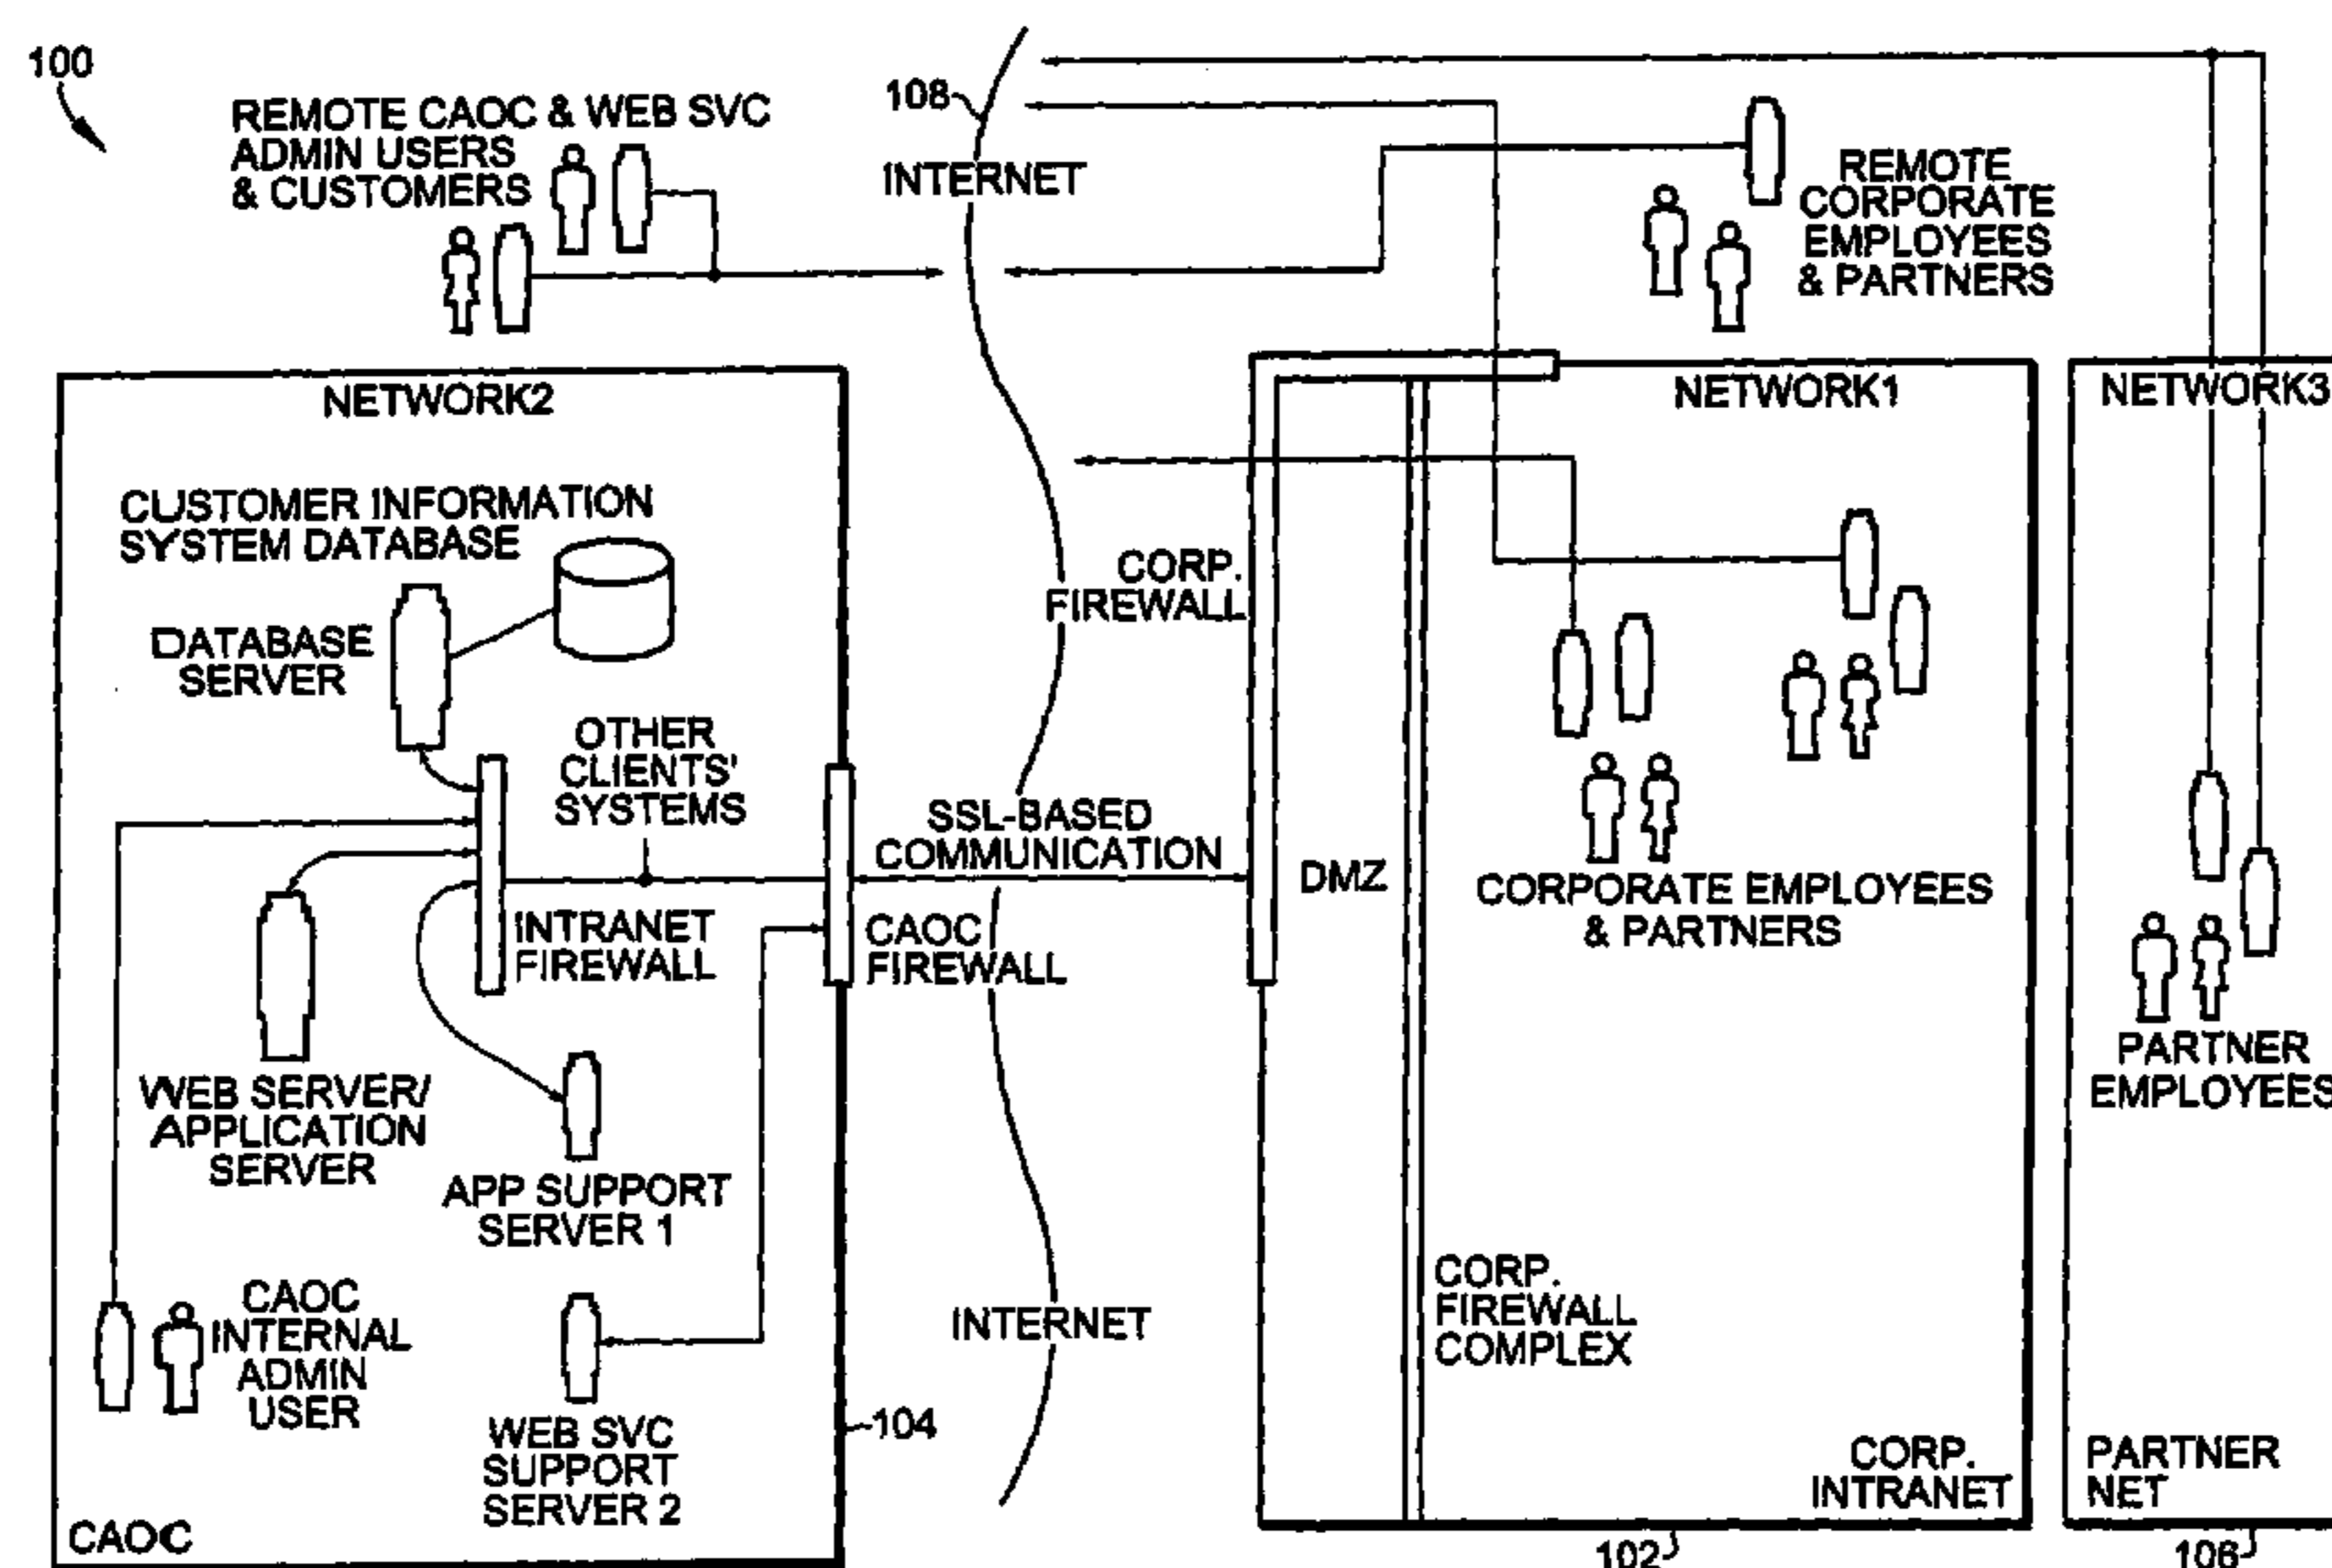 100
REMOTE CAOC & WEB SVC
ADMIN USERS
& CUSTOMERS
108
INTERNET
REMOTE
CORPORATE
EMPLOYEES
& PARTNERS
NETWORK2
NETWORK1
NETWORK3
CUSTOMER INFORMATION
SYSTEM DATABASE
DATABASE
SERVER
OTHER
CLIENTS'
SYSTEMS
CORP.
FIREWALL
SSL-BASED
COMMUNICATION
DMZ
CORPORATE EMPLOYEES
& PARTNERS
INTRANET
FIREWALL
CAOC
FIREWALL
WEB SERVER/
APPLICATION
SERVER
APP SUPPORT
SERVER 1
PARTNER
EMPLOYEES
CAOC
INTERNAL
ADMIN
USER
WEB SVC
SUPPORT
SERVER 2
104
INTERNET
CORP.
FIREWALL
COMPLEX
CORP.
INTRANET
PARTNER
NET
CAOC
102
106